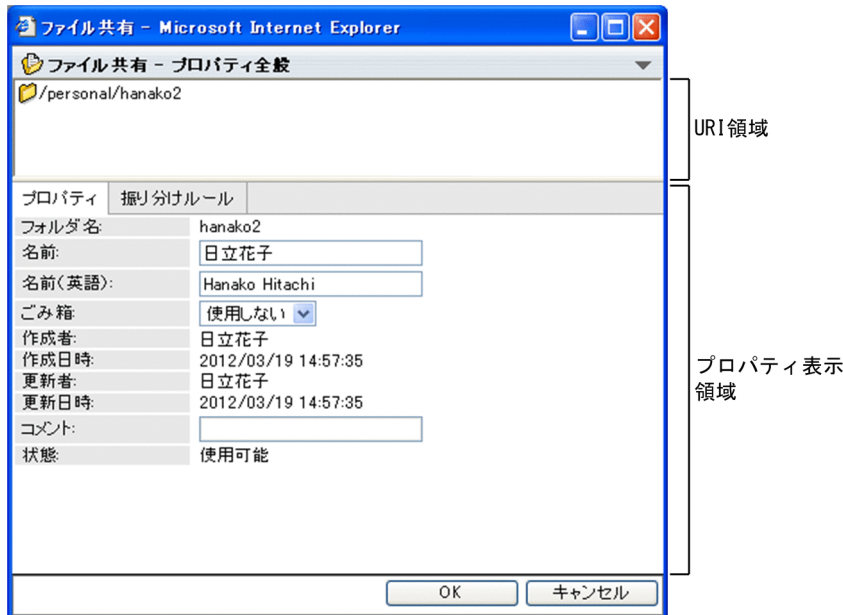 ファイル共有 - Microsoft Internet Explorer
ファイル共有 - プロパティ全般
/personal/hanako2
URI領域
プロパティ 振り分けルール
フォルダ名: hanako2
名前: 日立花子
名前(英語): Hanako Hitachi
ごみ箱: 使用しない
作成者: 日立花子
作成日時: 2012/03/19 14:57:35
更新者: 日立花子
更新日時: 2012/03/19 14:57:35
コメント:
状態: 使用可能
プロパティ表示
領域
OK キャンセル